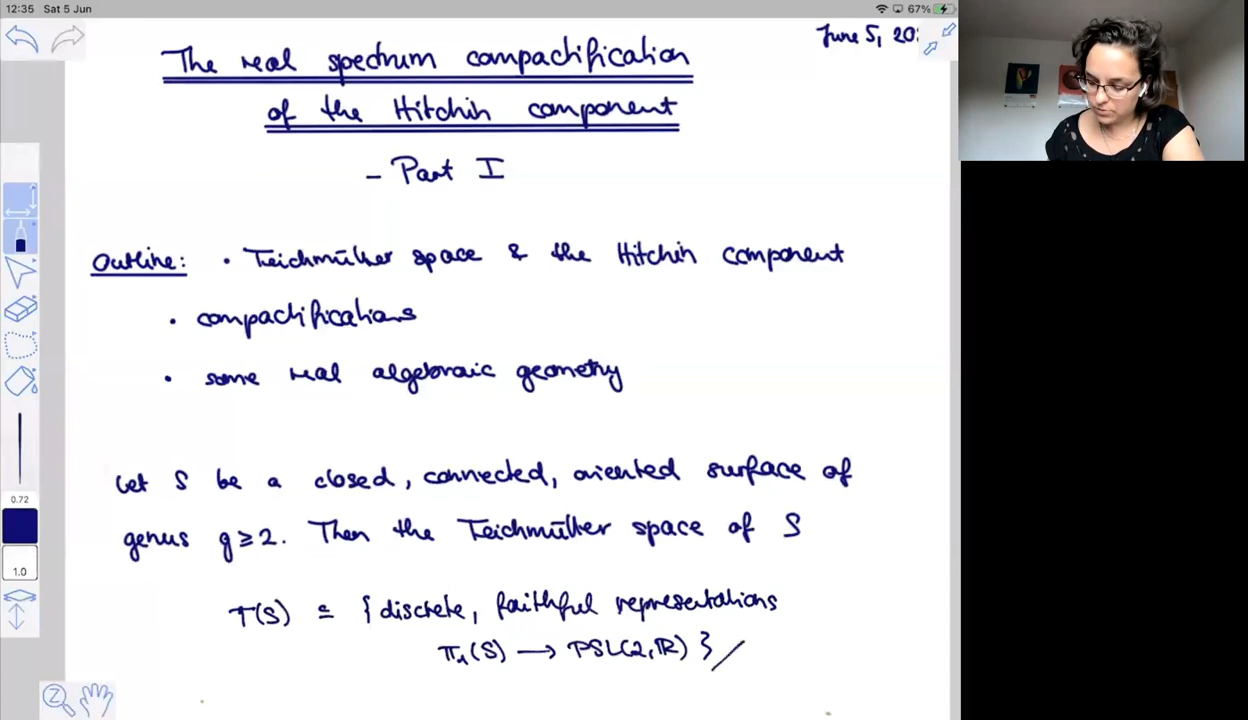 12:35 Sat 5 Jun
67%
June 5, 20
The real spectrum compactification
of the Hitchin component
- Part I
Outline: • Teichmüller space & the Hitchin component
• compactifications
• some real algebraic geometry
Let S be a closed, connected, oriented surface of
genus g ≥ 2. Then the Teichmüller space of S
T(S) ≅ {discrete, faithful representations
π₁(S) → PSL(2,ℝ)}/
0.72
1.0
Z